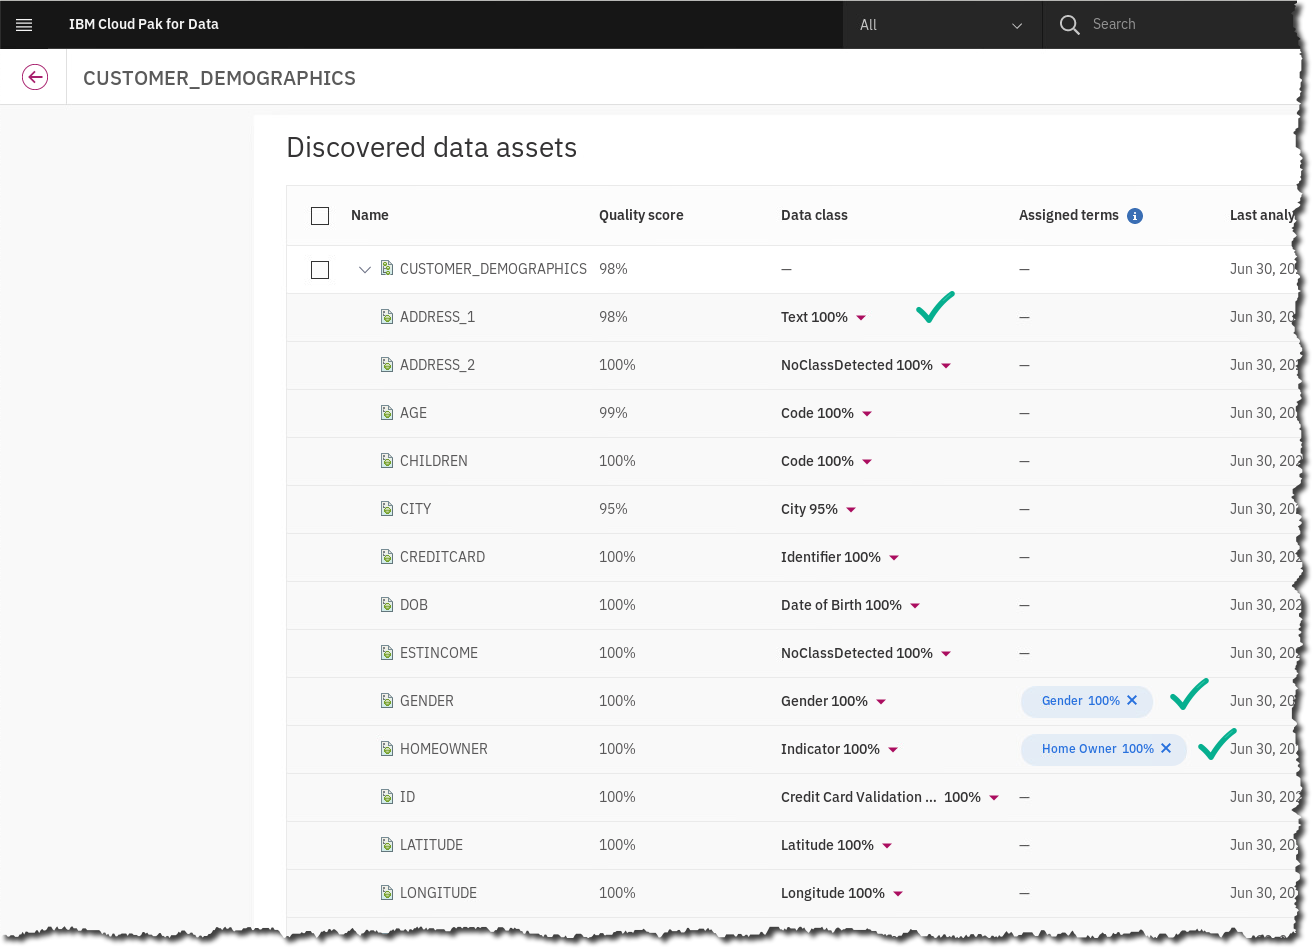 IBM Cloud Pak for Data All Search
CUSTOMER_DEMOGRAPHICS
Discovered data assets
Name Quality score Data class Assigned terms i Last analy
CUSTOMER_DEMOGRAPHICS 98% — — Jun 30, 20
ADDRESS_1 98% Text 100% — Jun 30, 20
ADDRESS_2 100% NoClassDetected 100% — Jun 30, 202
AGE 99% Code 100% — Jun 30, 20
CHILDREN 100% Code 100% — Jun 30, 202
CITY 95% City 95% — Jun 30, 20
CREDITCARD 100% Identifier 100% — Jun 30, 20
DOB 100% Date of Birth 100% — Jun 30, 202
ESTINCOME 100% NoClassDetected 100% — Jun 30, 202
GENDER 100% Gender 100% Gender 100% × Jun 30, 20
HOMEOWNER 100% Indicator 100% Home Owner 100% × Jun 30, 20
ID 100% Credit Card Validation ... 100% — Jun 30, 202
LATITUDE 100% Latitude 100% — Jun 30, 20
LONGITUDE 100% Longitude 100% — Jun 30, 202